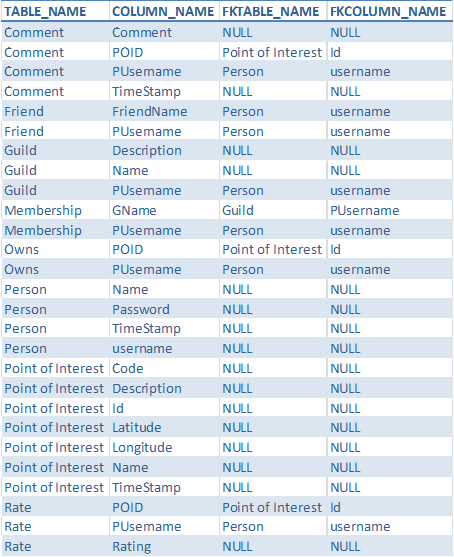 TABLE_NAME COLUMN_NAME FKTABLE_NAME FKCOLUMN_NAME
Comment Comment NULL NULL
Comment POID Point of Interest Id
Comment PUsername Person username
Comment TimeStamp NULL NULL
Friend FriendName Person username
Friend PUsername Person username
Guild Description NULL NULL
Guild Name NULL NULL
Guild PUsername Person username
Membership GName Guild PUsername
Membership PUsername Person username
Owns POID Point of Interest Id
Owns PUsername Person username
Person Name NULL NULL
Person Password NULL NULL
Person TimeStamp NULL NULL
Person username NULL NULL
Point of Interest Code NULL NULL
Point of Interest Description NULL NULL
Point of Interest Id NULL NULL
Point of Interest Latitude NULL NULL
Point of Interest Longitude NULL NULL
Point of Interest Name NULL NULL
Point of Interest TimeStamp NULL NULL
Rate POID Point of Interest Id
Rate PUsername Person username
Rate Rating NULL NULL